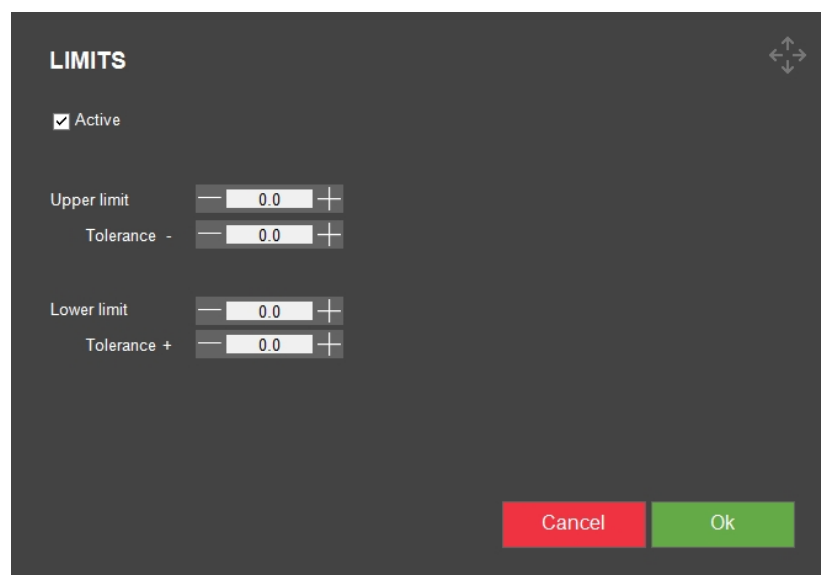 LIMITS
Active
Upper limit 0.0
Tolerance - 0.0
Lower limit 0.0
Tolerance + 0.0
Cancel Ok